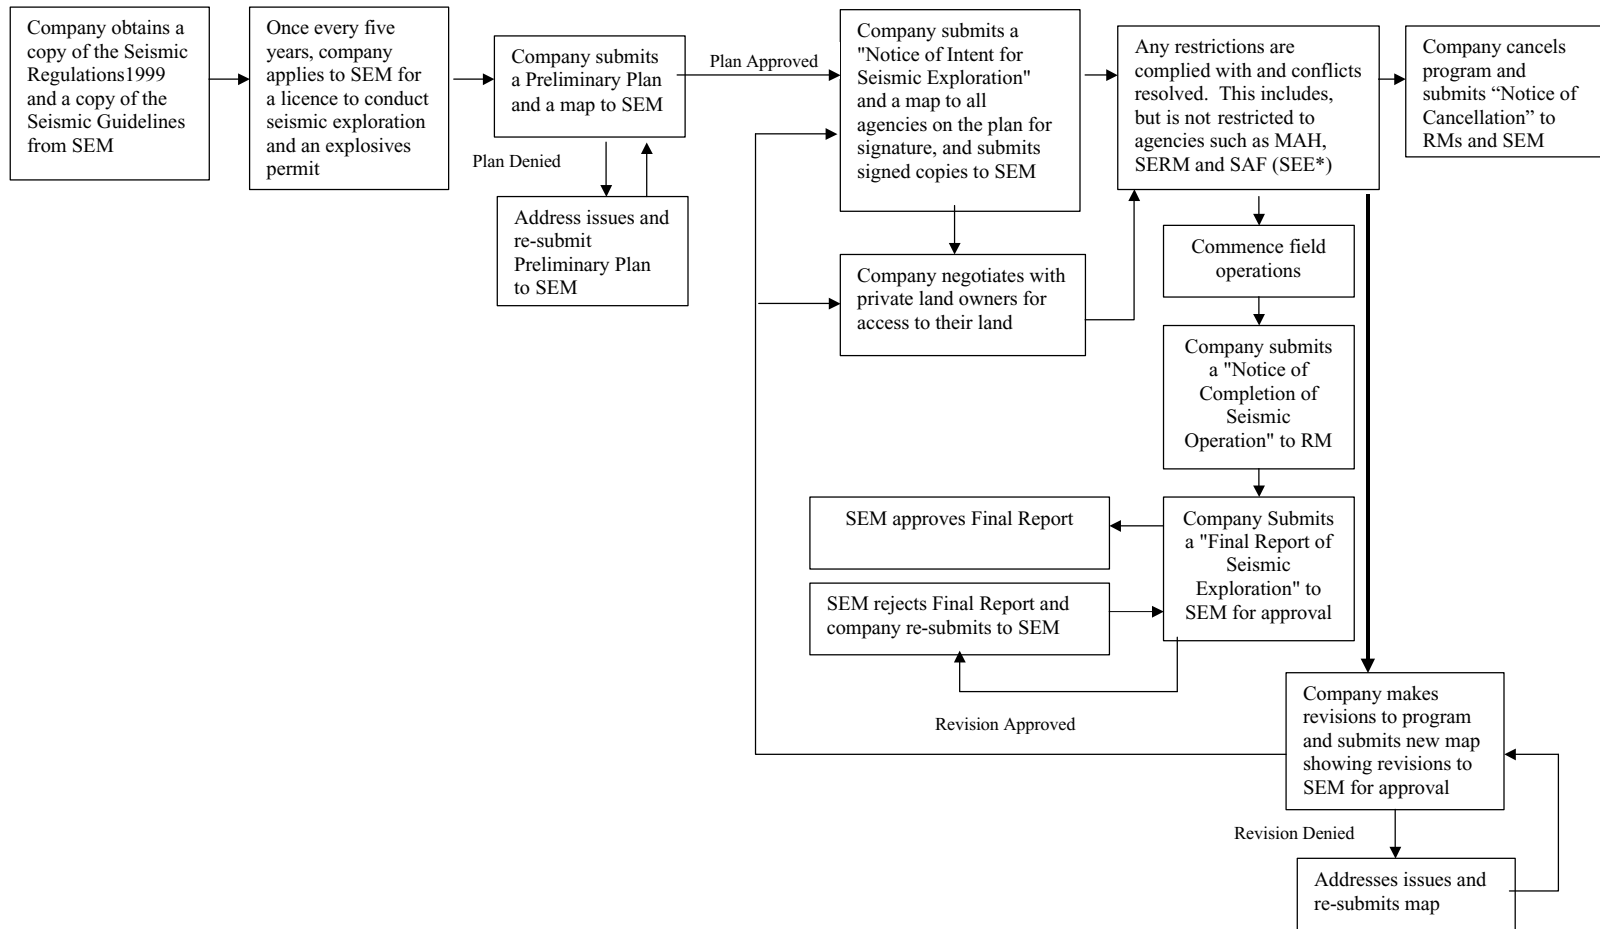 Company obtains a
copy of the Seismic
Regulations1999
and a copy of the
Seismic Guidelines
from SEM
Once every five
years, company
applies to SEM for
a licence to conduct
seismic exploration
and an explosives
permit
Company submits
a Preliminary Plan
and a map to SEM
Plan Denied
Address issues and
re-submit
Preliminary Plan
to SEM
Plan Approved
Company submits a
"Notice of Intent for
Seismic Exploration"
and a map to all
agencies on the plan for
signature, and submits
signed copies to SEM
Company negotiates with
private land owners for
access to their land
Any restrictions are
complied with and conflicts
resolved. This includes,
but is not restricted to
agencies such as MAH,
SERM and SAF (SEE*)
Company cancels
program and
submits “Notice of
Cancellation” to
RMs and SEM
Commence field
operations
Company submits
a "Notice of
Completion of
Seismic
Operation" to RM
Company Submits
a "Final Report of
Seismic
Exploration" to
SEM for approval
SEM approves Final Report
SEM rejects Final Report and
company re-submits to SEM
Revision Approved
Company makes
revisions to program
and submits new map
showing revisions to
SEM for approval
Revision Denied
Addresses issues and
re-submits map